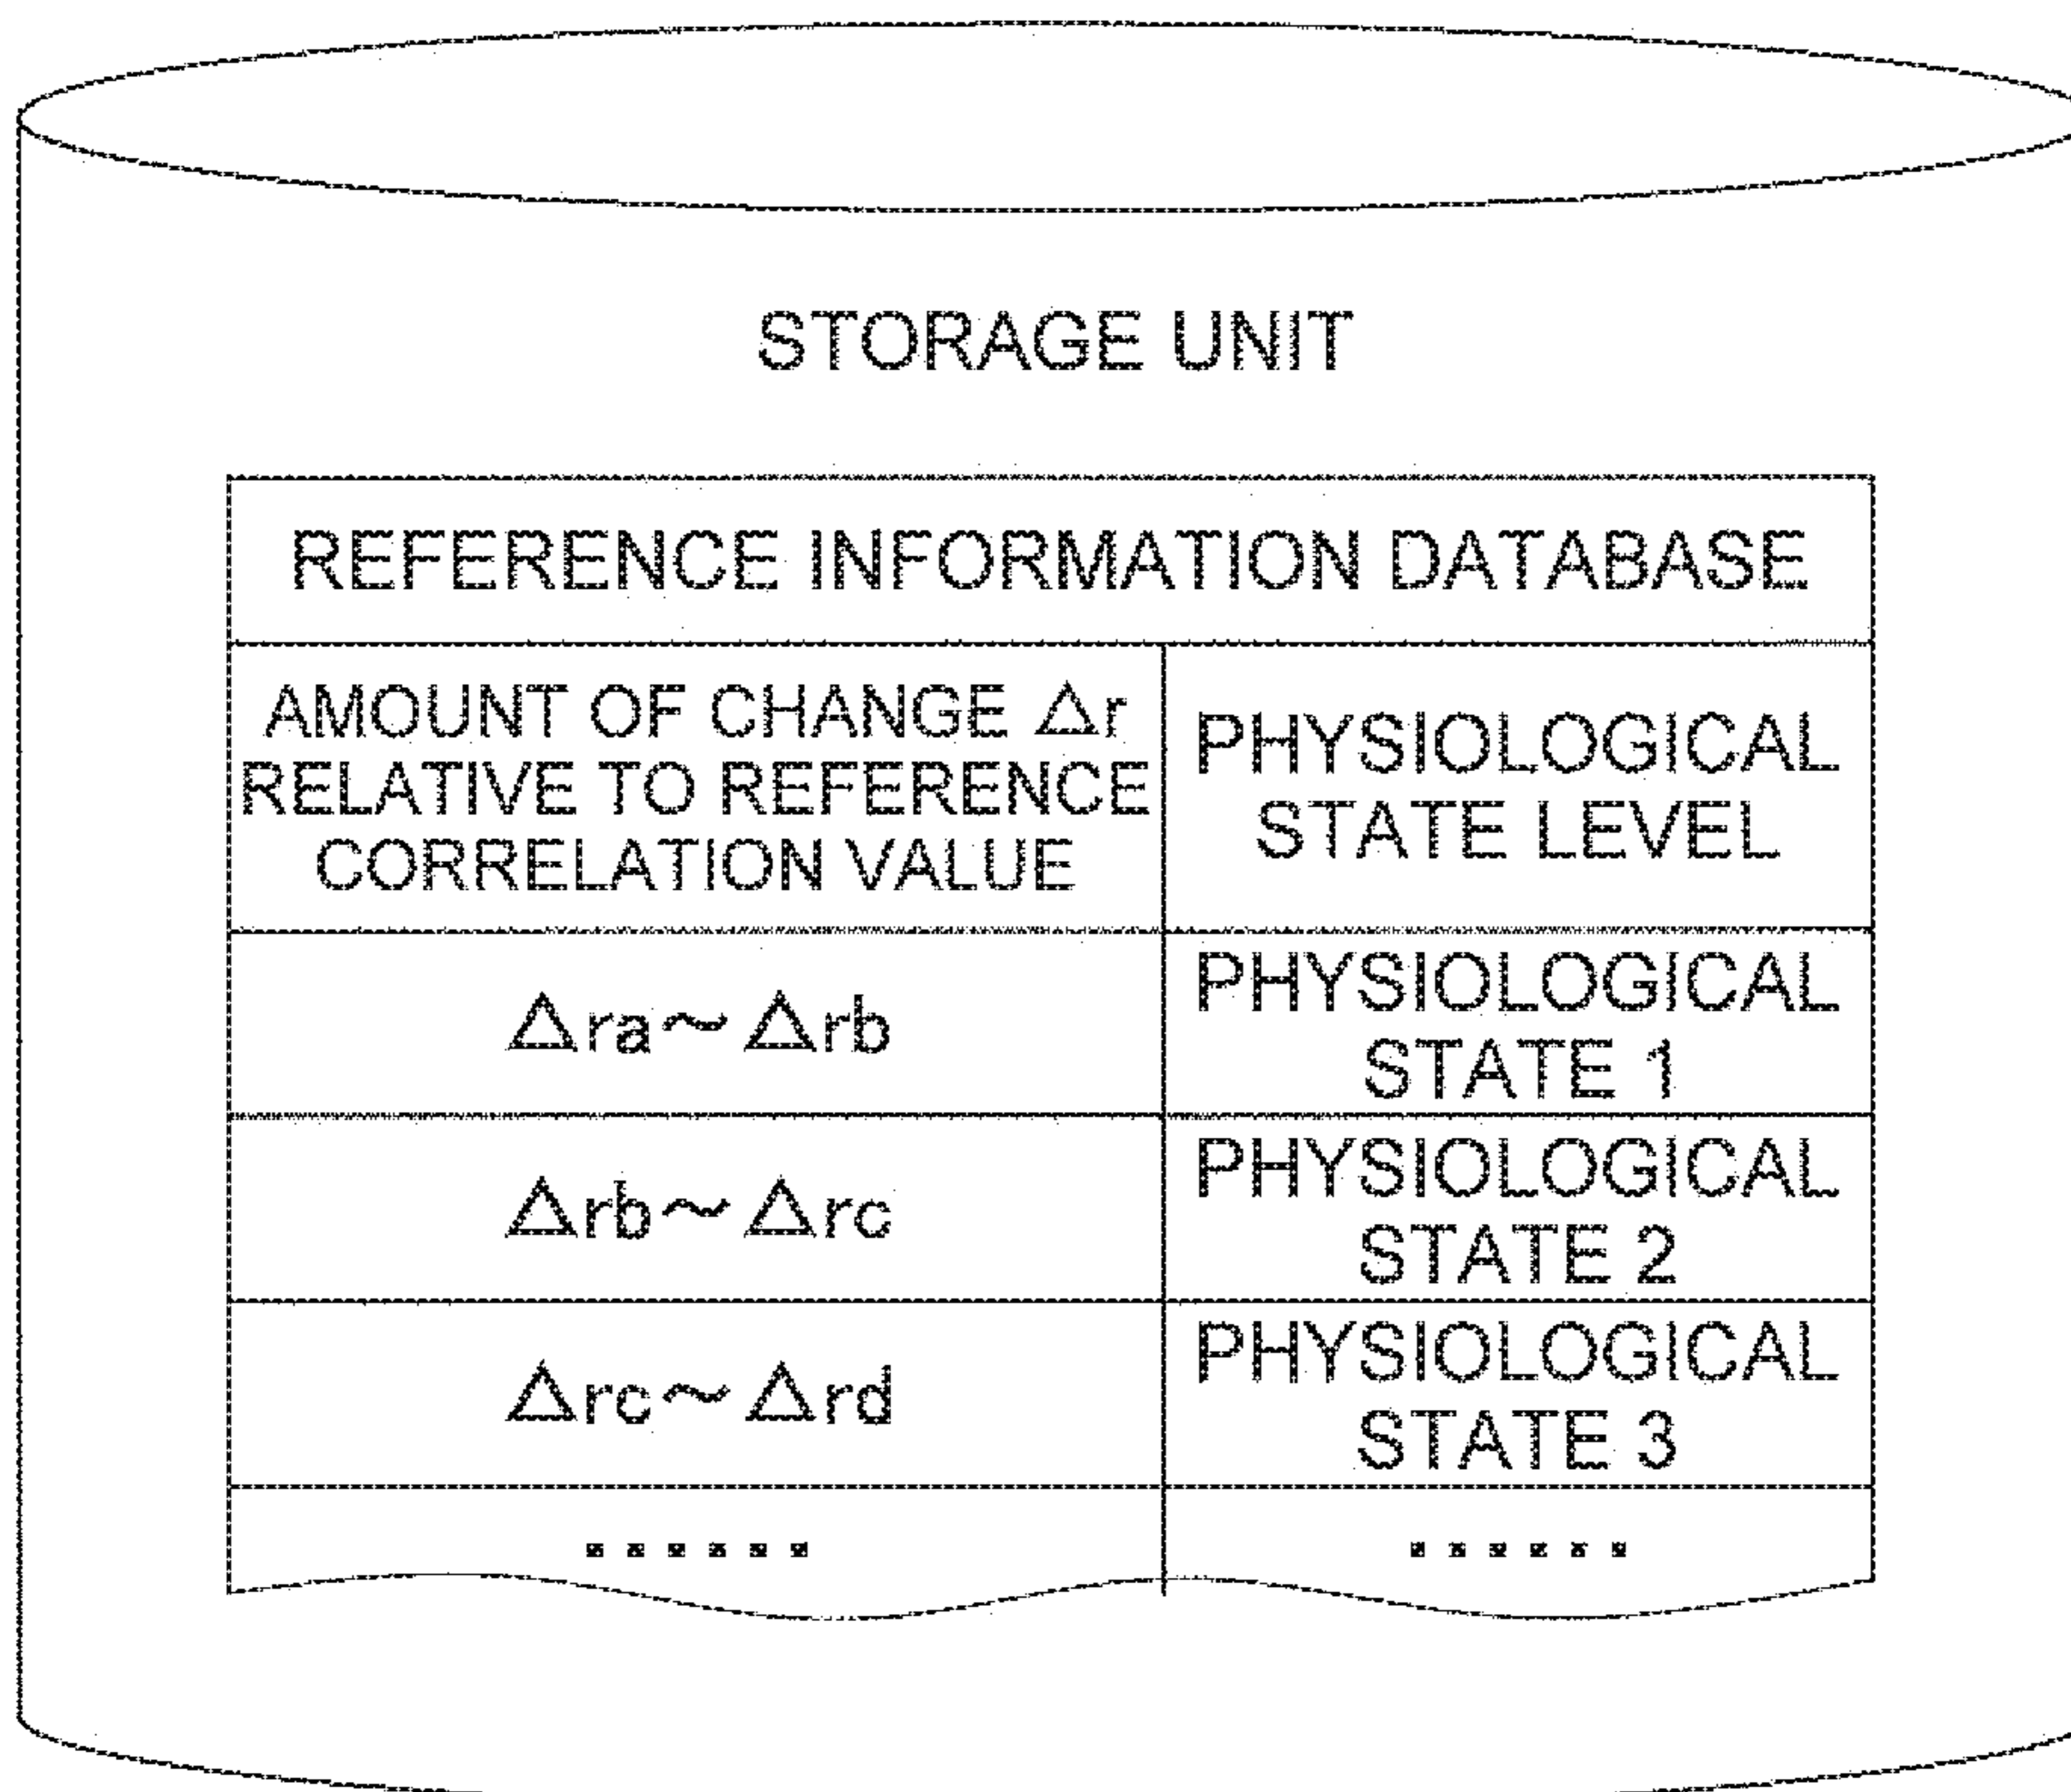 STORAGE UNIT
REFERENCE INFORMATION DATABASE
AMOUNT OF CHANGE Δr
RELATIVE TO REFERENCE
CORRELATION VALUE
PHYSIOLOGICAL
STATE LEVEL
Δra~Δrb
PHYSIOLOGICAL
STATE 1
Δrb~Δrc
PHYSIOLOGICAL
STATE 2
Δrc~Δrd
PHYSIOLOGICAL
STATE 3
······
······